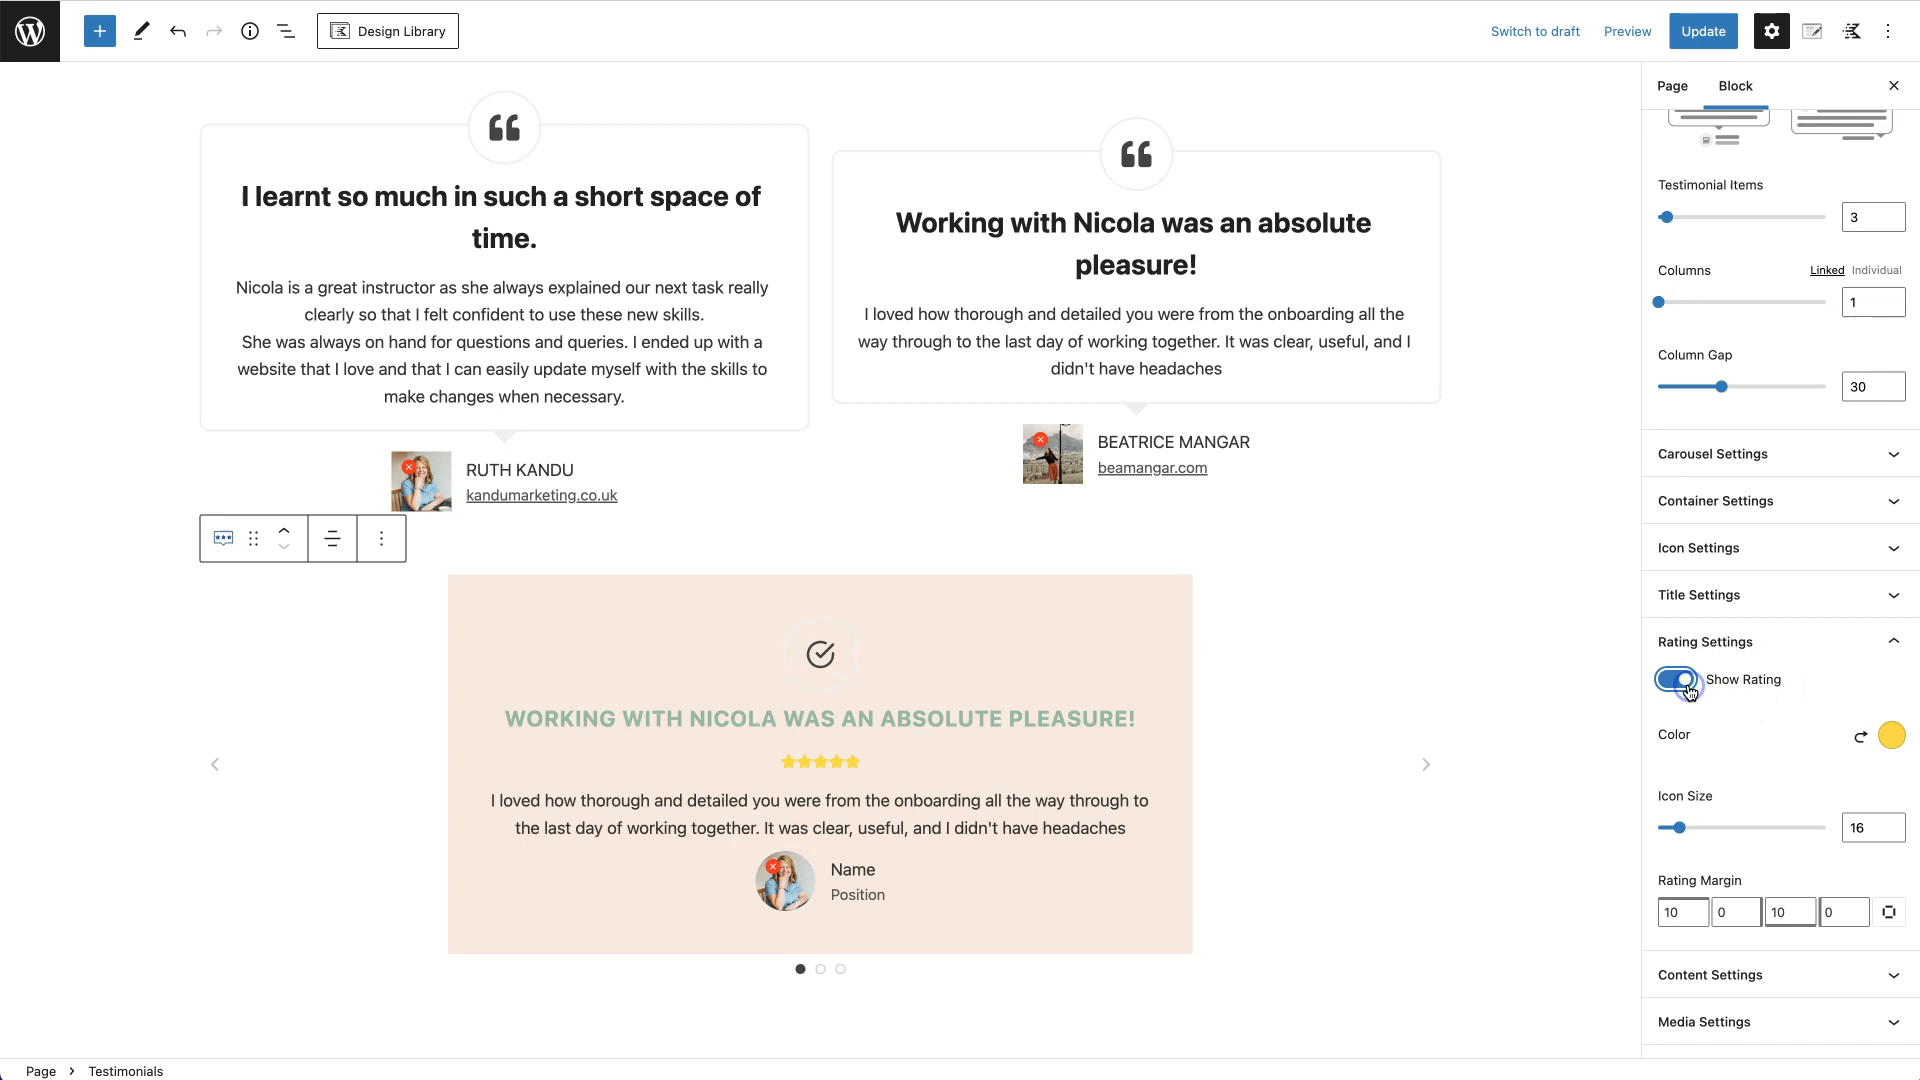 Design Library
Switch to draft
Preview
Update
I learnt so much in such a short space of
time.
Nicola is a great instructor as she always explained our next task really
clearly so that I felt confident to use these new skills.
She was always on hand for questions and queries. I ended up with a
website that I love and that I can easily update myself with the skills to
make changes when necessary.
RUTH KANDU
kandumarketing.co.uk
Working with Nicola was an absolute
pleasure!
I loved how thorough and detailed you were from the onboarding all the
way through to the last day of working together. It was clear, useful, and I
didn't have headaches
BEATRICE MANGAR
beamangar.com
WORKING WITH NICOLA WAS AN ABSOLUTE PLEASURE!
I loved how thorough and detailed you were from the onboarding all the way through to
the last day of working together. It was clear, useful, and I didn't have headaches
Name
Position
Page
Block
Testimonial Items
3
Columns
Linked Individual
1
Column Gap
30
Carousel Settings
Container Settings
Icon Settings
Title Settings
Rating Settings
Show Rating
Color
Icon Size
16
Rating Margin
10 0 10 0
Content Settings
Media Settings
Page > Testimonials